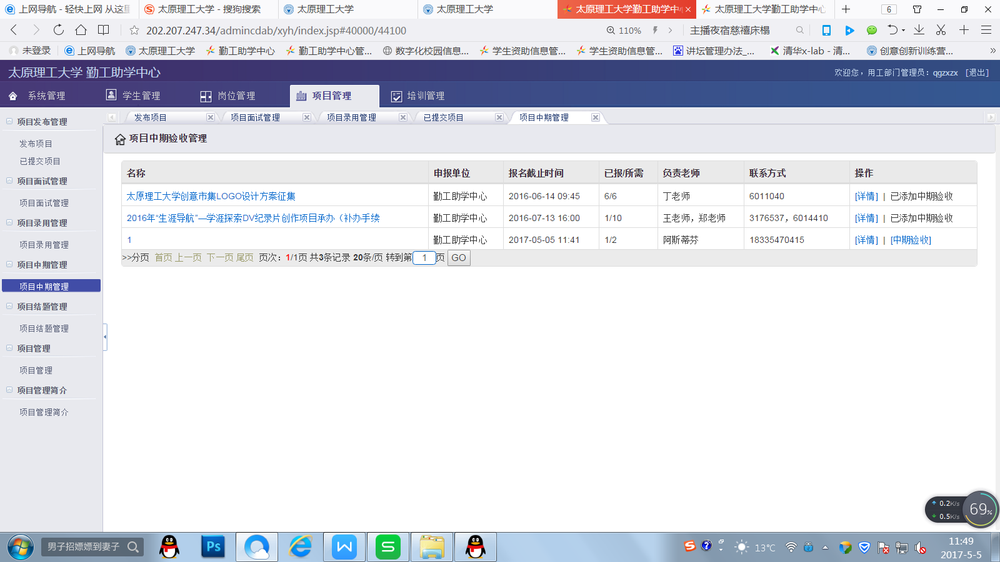 上网导航 - 轻快上网 从这里
太原理工大学 - 搜狗搜索
太原理工大学
太原理工大学
太原理工大学勤工助学中
太原理工大学勤工助学中心
6
202.207.247.34/admincdab/xyh/index.jsp#40000/44100
110%
主播夜宿慈禧床榻
未登录
上网导航
太原理工大学
勤工助学中心
勤工助学中心管...
数字化校园信息...
学生资助信息管...
学生资助信息管...
讲坛管理办法_...
清华x-lab - 清...
创意创新训练营...
太原理工大学 勤工助学中心
欢迎您，用工部门管理员：qgzxzx [退出]
系统管理
学生管理
岗位管理
项目管理
培训管理
发布项目
项目面试管理
项目录用管理
已提交项目
项目中期管理
项目发布管理
发布项目
已提交项目
项目面试管理
项目面试管理
项目录用管理
项目录用管理
项目中期管理
项目中期管理
项目结题管理
项目结题管理
项目管理
项目管理
项目管理简介
项目管理简介
项目中期验收管理
名称 申报单位 报名截止时间 已报/所需 负责老师 联系方式 操作
太原理工大学创意市集LOGO设计方案征集 勤工助学中心 2016-06-14 09:45 6/6 丁老师 6011040 [详情] | 已添加中期验收
2016年“生涯导航”—学涯探索DV纪录片创作项目承办（补办手续 勤工助学中心 2016-07-13 16:00 1/10 王老师，郑老师 3176537，6014410 [详情] | 已添加中期验收
1 勤工助学中心 2017-05-05 11:41 1/2 阿斯蒂芬 18335470415 [详情] | [中期验收]
>>分页 首页 上一页 下一页 尾页 页次：1/1页 共3条记录 20条/页 转到第 1 页 GO
0.2K/s
0.5K/s
69%
男子招嫖嫖到妻子
13℃
11:49
2017-5-5